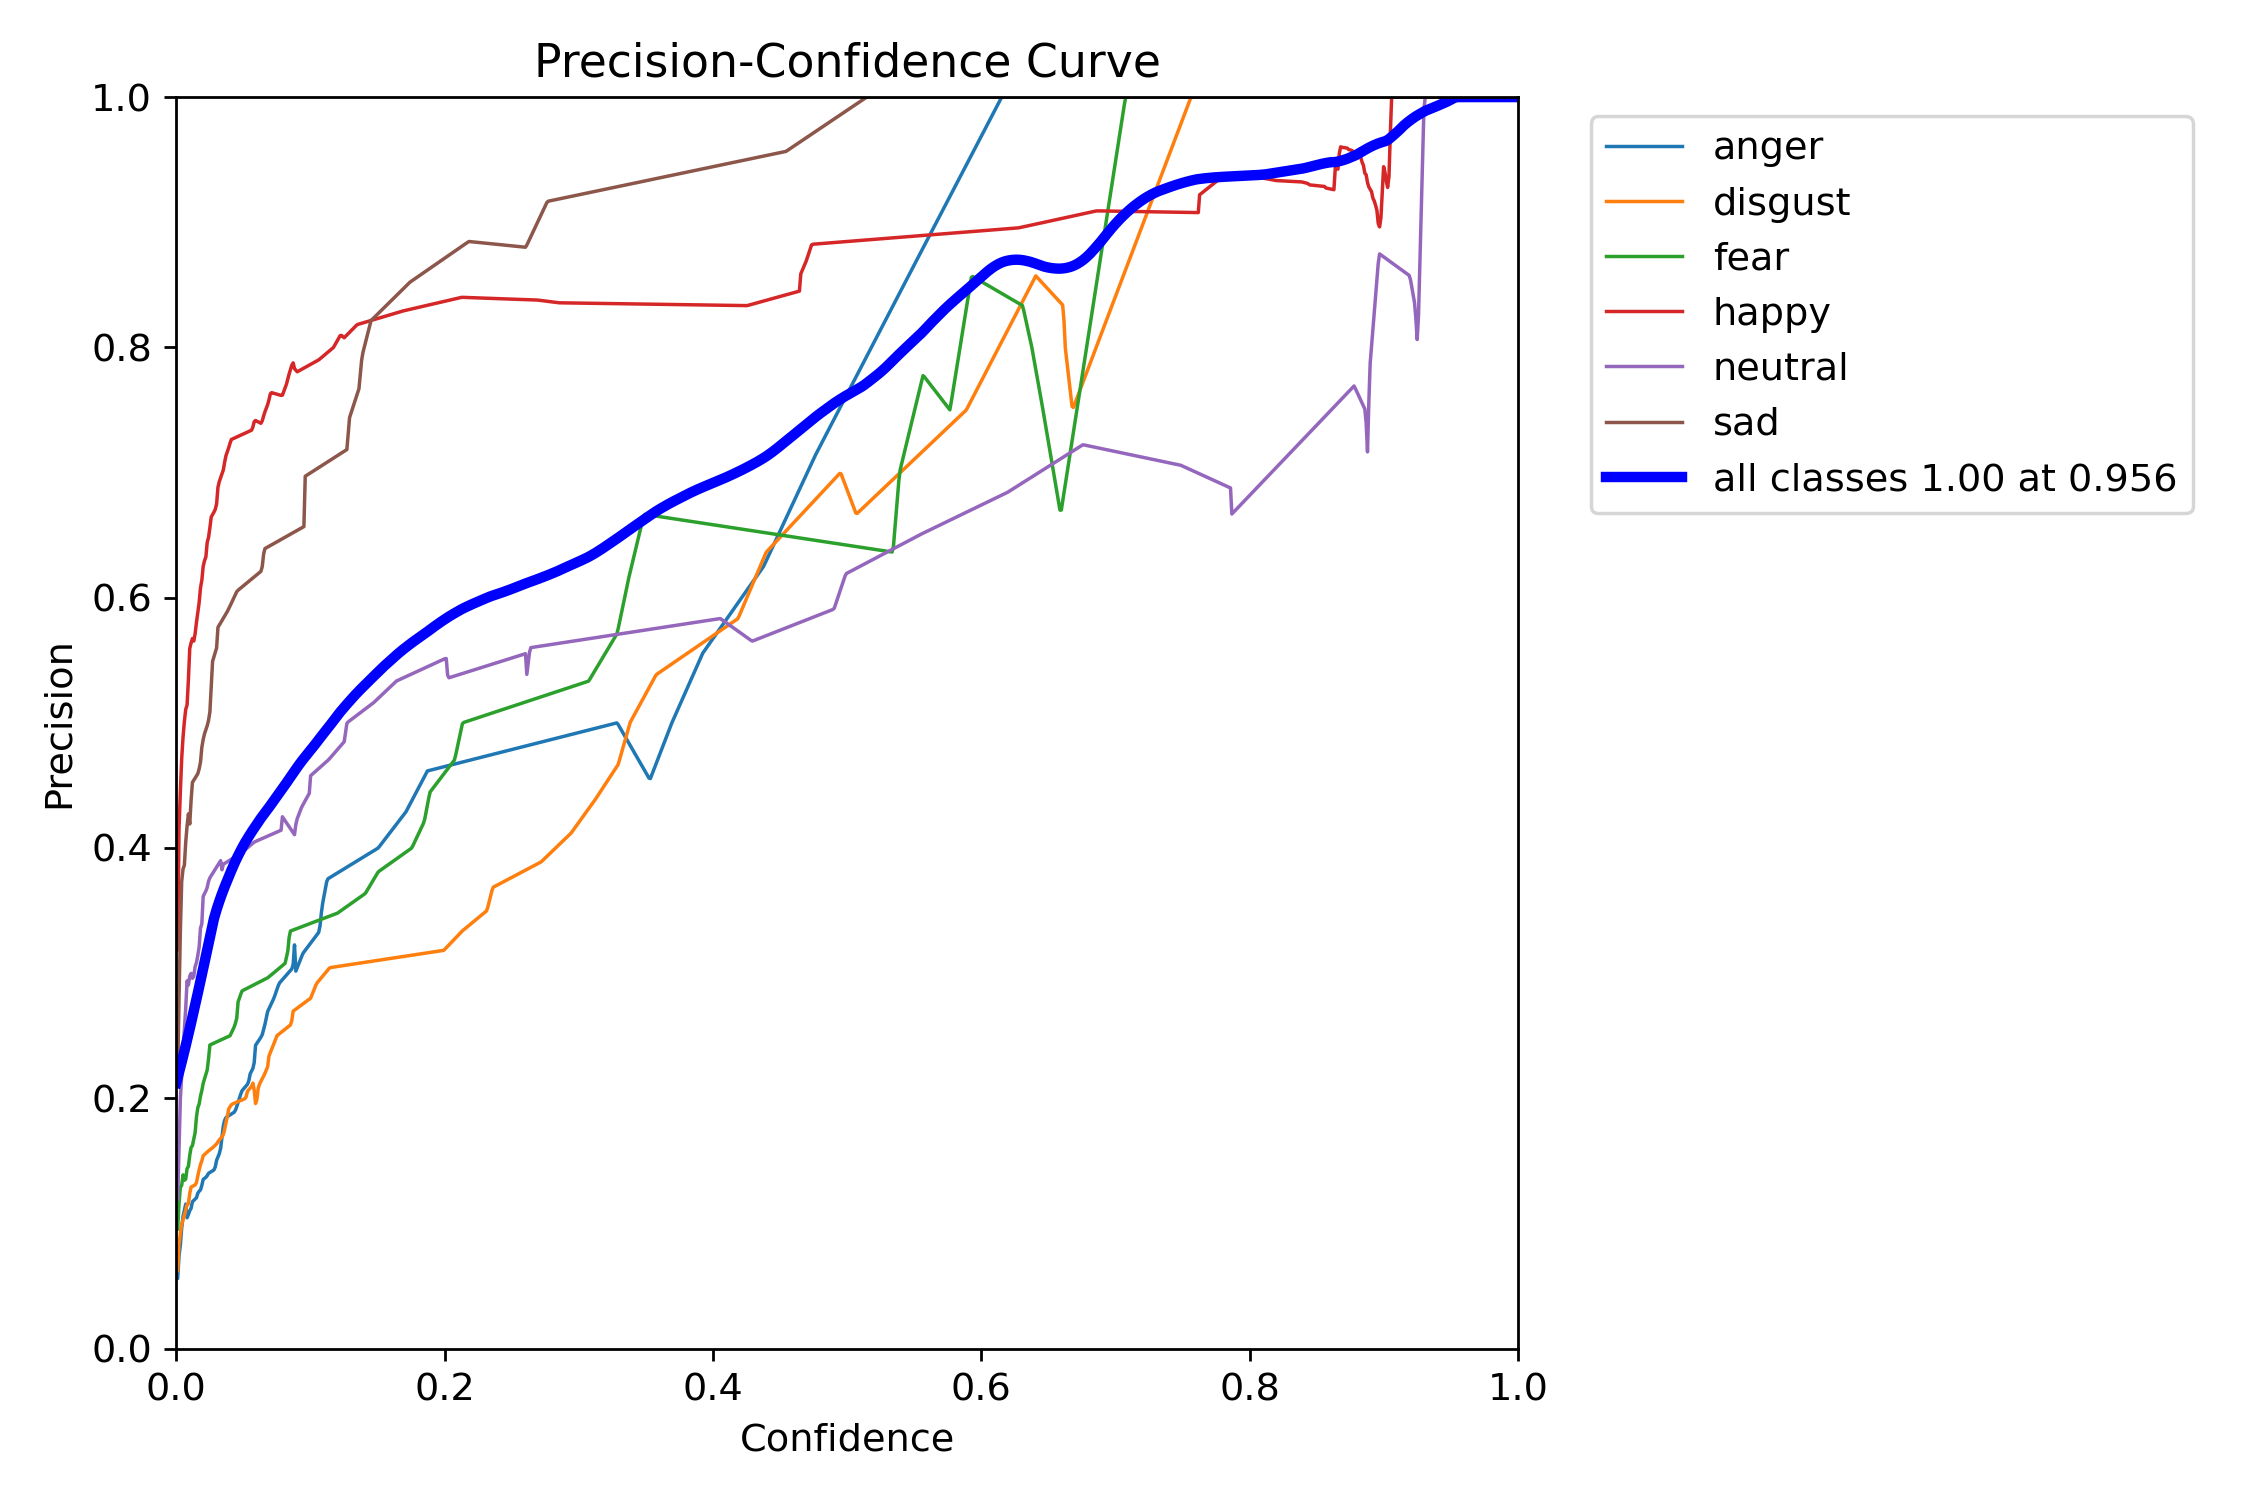 Precision-Confidence Curve
1.0
0.8
0.6
0.4
0.2
0.0
Precision
0.0 0.2 0.4 0.6 0.8 1.0
Confidence
anger
disgust
fear
happy
neutral
sad
all classes 1.00 at 0.956